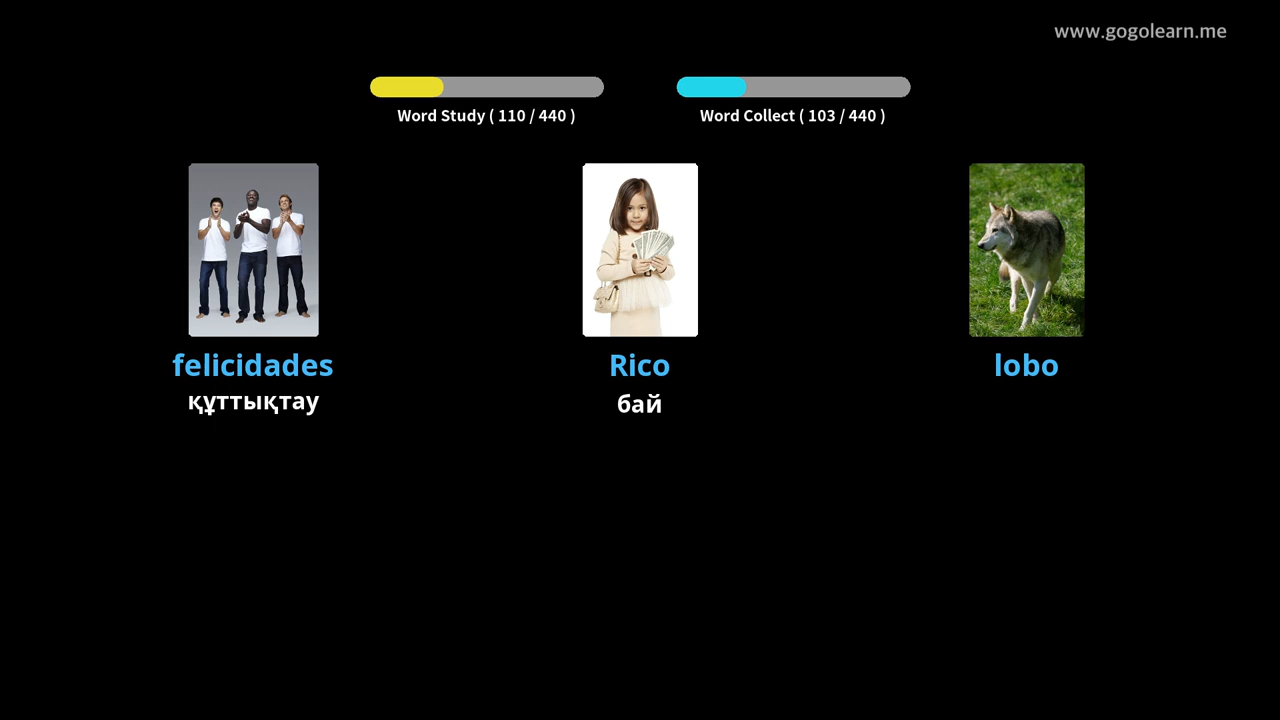 www.gogolearn.me
Word Study ( 110 / 440 )
Word Collect ( 103 / 440 )
felicidades
құттықтау
Rico
бай
lobo